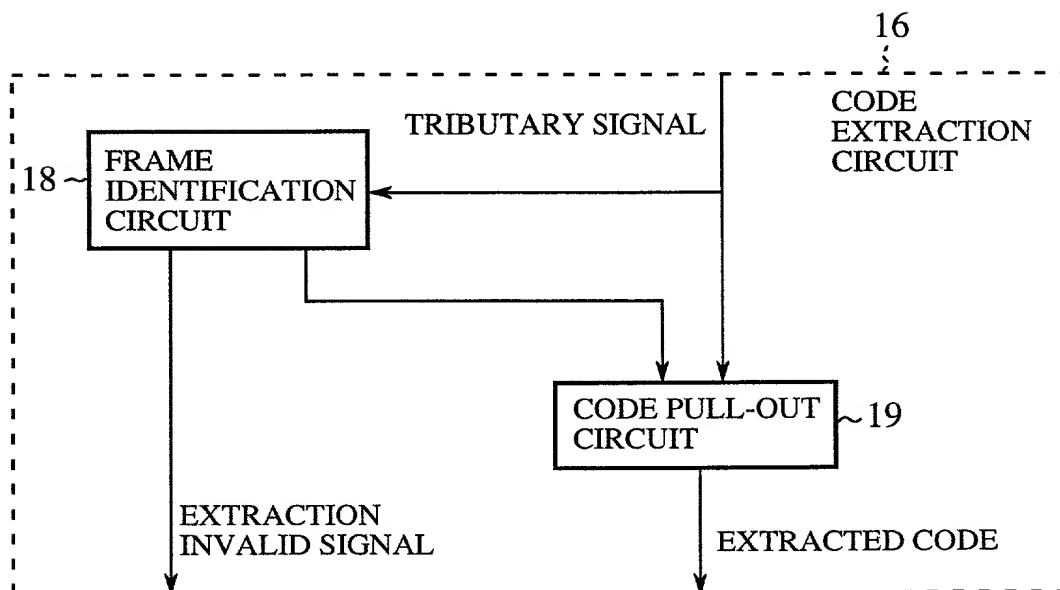 16
CODE
EXTRACTION
CIRCUIT
TRIBUTARY SIGNAL
18
FRAME
IDENTIFICATION
CIRCUIT
CODE PULL-OUT
CIRCUIT
19
EXTRACTION
INVALID SIGNAL
EXTRACTED CODE